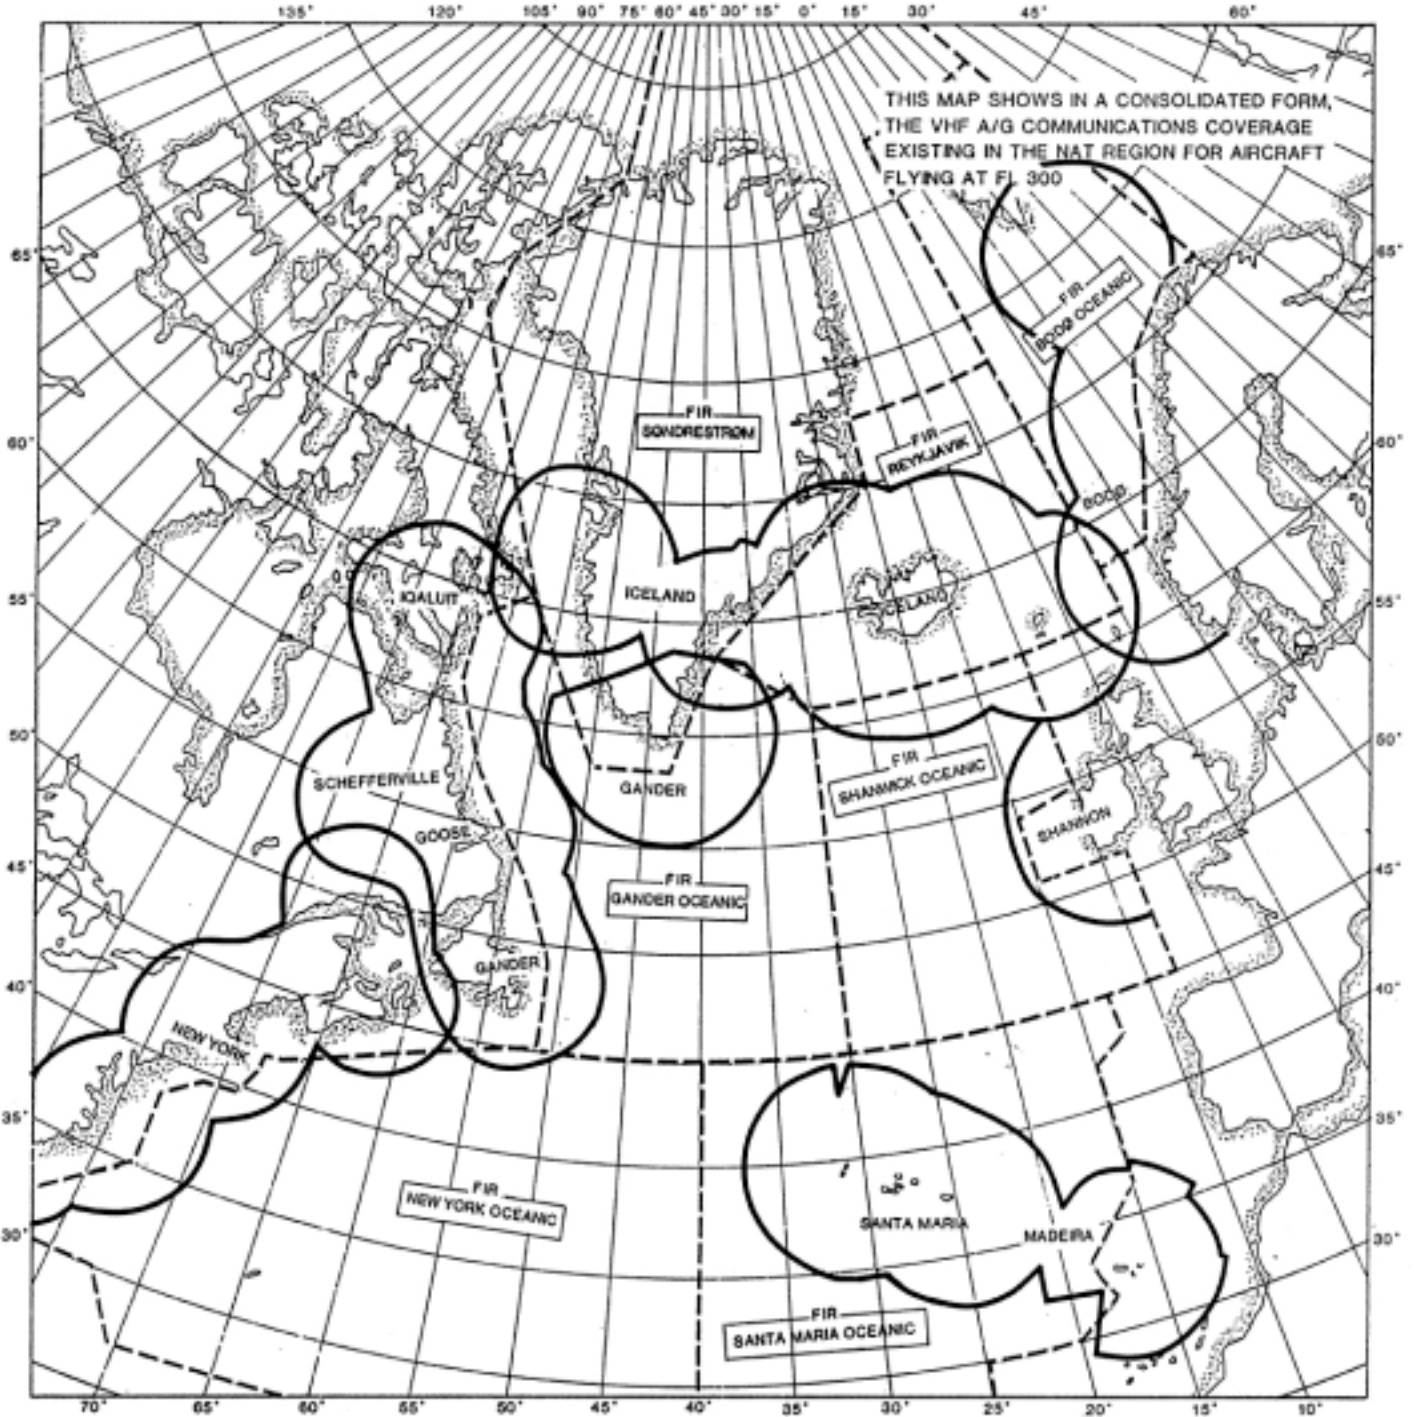 135° 120° 105° 90° 75° 60° 45° 30° 15° 0° 15° 30° 45° 60°
THIS MAP SHOWS IN A CONSOLIDATED FORM,
THE VHF A/G COMMUNICATIONS COVERAGE
EXISTING IN THE NAT REGION FOR AIRCRAFT
FLYING AT FL 300
65°
65°
FIR
BODØ OCEANIC
FIR
SØNDRESTRØM
FIR
REYKJAVIK
60°
60°
BODØ
IQALUIT
ICELAND
ICELAND
55°
55°
50°
50°
SCHEFFERVILLE
GANDER
FIR
SHANWICK OCEANIC
GOOSE
SHANNON
45°
45°
FIR
GANDER OCEANIC
GANDER
40°
40°
NEW YORK
35°
35°
FIR
NEW YORK OCEANIC
SANTA MARIA
MADEIRA
30°
30°
FIR
SANTA MARIA OCEANIC
70° 65° 60° 55° 50° 45° 40° 35° 30° 25° 20° 15° 10°